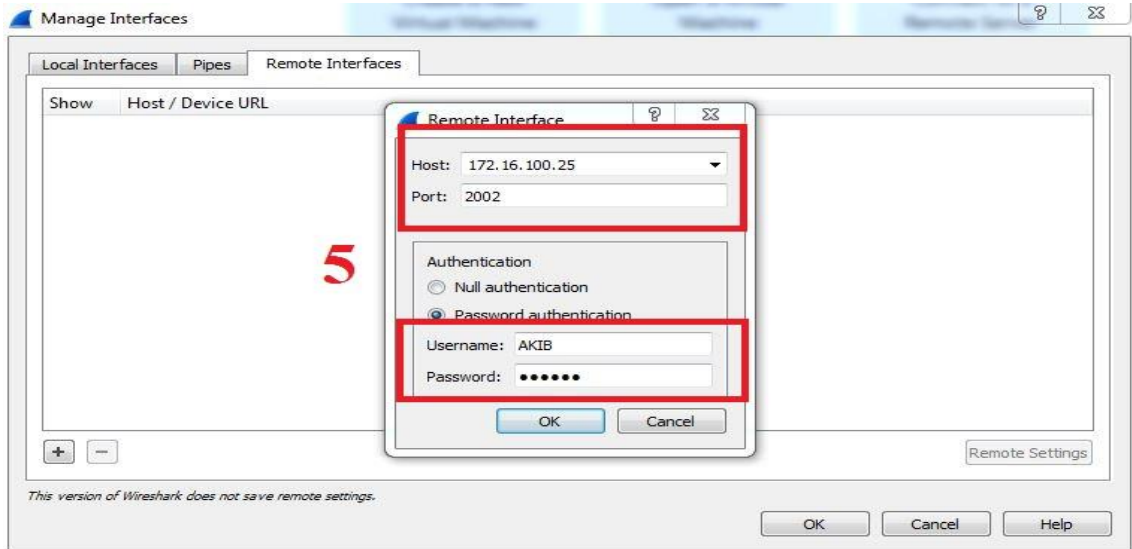 Manage Interfaces
Local Interfaces Pipes Remote Interfaces
Show Host / Device URL
Remote Interface
Host: 172.16.100.25
Port: 2002
5
Authentication
Null authentication
Password authentication
Username: AKIB
Password: ●●●●●●
OK Cancel
+ −
Remote Settings
This version of Wireshark does not save remote settings.
OK Cancel Help